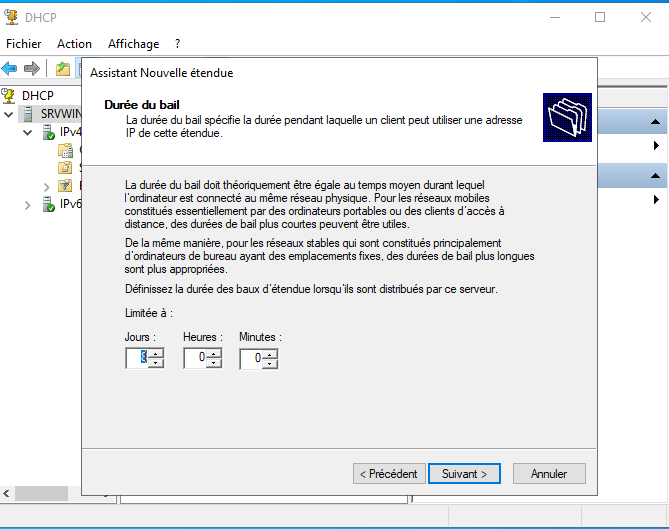 DHCP
Fichier Action Affichage ?
DHCP
SRVWIN
IPv4
IPv6
Assistant Nouvelle étendue
Durée du bail
La durée du bail spécifie la durée pendant laquelle un client peut utiliser une adresse
IP de cette étendue.
La durée du bail doit théoriquement être égale au temps moyen durant lequel
l'ordinateur est connecté au même réseau physique. Pour les réseaux mobiles
constitués essentiellement par des ordinateurs portables ou des clients d'accès à
distance, des durées de bail plus courtes peuvent être utiles.
De la même manière, pour les réseaux stables qui sont constitués principalement
d'ordinateurs de bureau ayant des emplacements fixes, des durées de bail plus longues
sont plus appropriées.
Définissez la durée des baux d'étendue lorsqu'ils sont distribués par ce serveur.
Limitée à :
Jours : Heures : Minutes :
0 0
< Précédent Suivant > Annuler